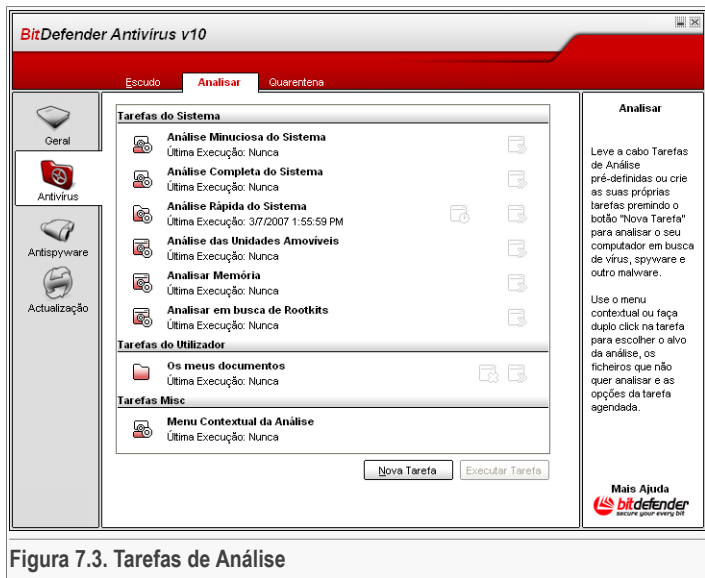 BitDefender Antivírus v10
Escudo
Analisar
Quarentena
Geral
Antivírus
Antispyware
Actualização
Tarefas do Sistema
Análise Minuciosa do Sistema
Última Execução: Nunca
Análise Completa do Sistema
Última Execução: Nunca
Análise Rápida do Sistema
Última Execução: 3/7/2007 1:55:59 PM
Análise das Unidades Amovíveis
Última Execução: Nunca
Analisar Memória
Última Execução: Nunca
Analisar em busca de Rootkits
Última Execução: Nunca
Tarefas do Utilizador
Os meus documentos
Última Execução: Nunca
Tarefas Misc
Menu Contextual da Análise
Última Execução: Nunca
Nova Tarefa
Executar Tarefa
Analisar
Leve a cabo Tarefas
de Análise
pré-definidas ou crie
as suas próprias
tarefas premindo o
botão "Nova Tarefa"
para analisar o seu
computador em busca
de vírus, spyware e
outro malware.
Use o menu
contextual ou faça
duplo click na tarefa
para escolher o alvo
da análise, os
ficheiros que não
quer analisar e as
opções da tarefa
agendada.
Mais Ajuda
bitdefender
secure your every bit
Figura 7.3. Tarefas de Análise